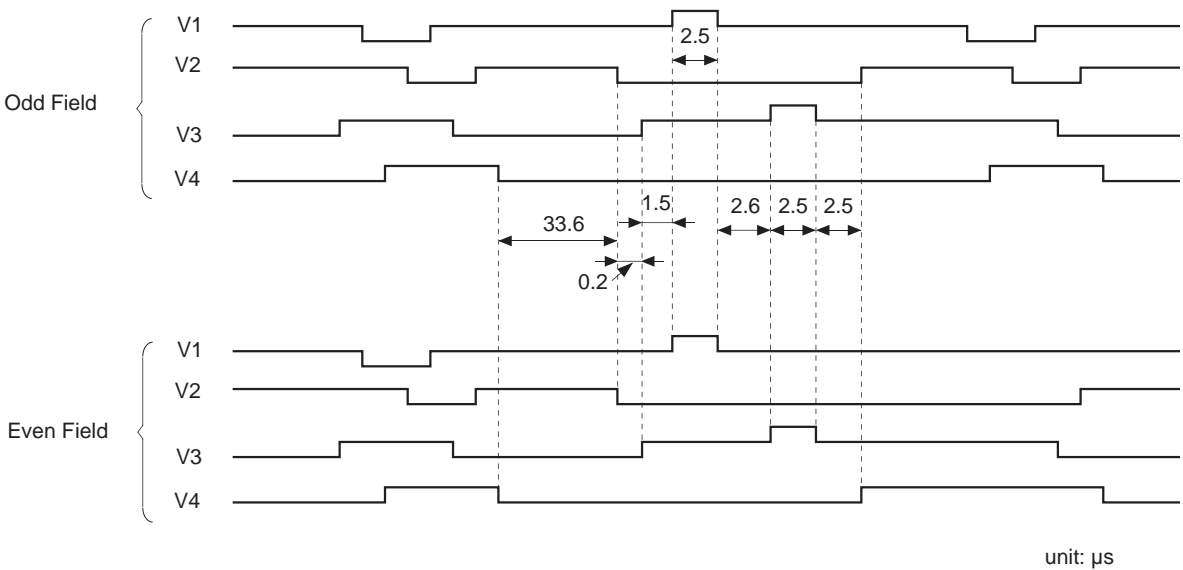 V1
2.5
V2
Odd Field
V3
V4
1.5
2.6 2.5 2.5
33.6
0.2
V1
V2
Even Field
V3
V4
unit: μs